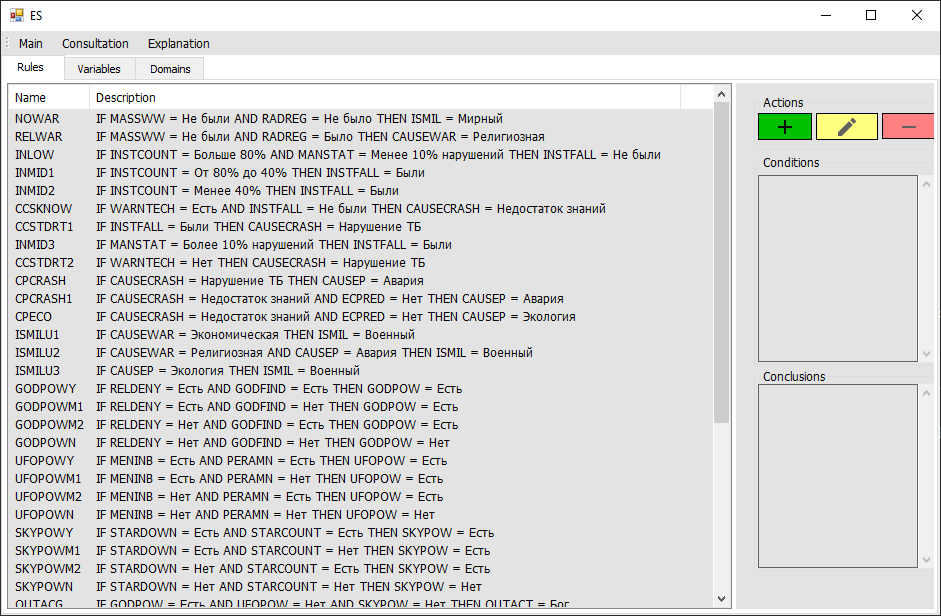 ES
Main Consultation Explanation
Rules Variables Domains
Name Description
NOWAR IF MASSWW = Не были AND RADREG = Не было THEN ISMIL = Мирный
RELWAR IF MASSWW = Не были AND RADREG = Было THEN CAUSEWAR = Религиозная
INLOW IF INSTCOUNT = Больше 80% AND MANSTAT = Менее 10% нарушений THEN INSTFALL = Не были
INMID1 IF INSTCOUNT = От 80% до 40% THEN INSTFALL = Были
INMID2 IF INSTCOUNT = Менее 40% THEN INSTFALL = Были
CCSKNOW IF WARNTECH = Есть AND INSTFALL = Не были THEN CAUSECRASH = Недостаток знаний
CCSTDRT1 IF INSTFALL = Были THEN CAUSECRASH = Нарушение ТБ
INMID3 IF MANSTAT = Более 10% нарушений THEN INSTFALL = Были
CCSTDRT2 IF WARNTECH = Нет THEN CAUSECRASH = Нарушение ТБ
CPCRASH IF CAUSECRASH = Нарушение ТБ THEN CAUSEP = Авария
CPCRASH1 IF CAUSECRASH = Недостаток знаний AND ECPRED = Нет THEN CAUSEP = Авария
CPECO IF CAUSECRASH = Недостаток знаний AND ECPRED = Нет THEN CAUSEP = Экология
ISMILU1 IF CAUSEWAR = Экономическая THEN ISMIL = Военный
ISMILU2 IF CAUSEWAR = Религиозная AND CAUSEP = Авария THEN ISMIL = Военный
ISMILU3 IF CAUSEP = Экология THEN ISMIL = Военный
GODPOWY IF RELDENY = Есть AND GODFIND = Есть THEN GODPOW = Есть
GODPOWM1 IF RELDENY = Есть AND GODFIND = Нет THEN GODPOW = Есть
GODPOWM2 IF RELDENY = Нет AND GODFIND = Есть THEN GODPOW = Есть
GODPOWN IF RELDENY = Нет AND GODFIND = Нет THEN GODPOW = Нет
UFOPOWY IF MENINB = Есть AND PERAMN = Есть THEN UFOPOW = Есть
UFOPOWM1 IF MENINB = Есть AND PERAMN = Нет THEN UFOPOW = Есть
UFOPOWM2 IF MENINB = Нет AND PERAMN = Есть THEN UFOPOW = Есть
UFOPOWN IF MENINB = Нет AND PERAMN = Нет THEN UFOPOW = Нет
SKYPOWY IF STARDOWN = Есть AND STARCOUNT = Есть THEN SKYPOW = Есть
SKYPOWM1 IF STARDOWN = Есть AND STARCOUNT = Нет THEN SKYPOW = Есть
SKYPOWM2 IF STARDOWN = Нет AND STARCOUNT = Есть THEN SKYPOW = Есть
SKYPOWN IF STARDOWN = Нет AND STARCOUNT = Нет THEN SKYPOW = Нет
OUTACG IF GODPOW = Есть AND UFOPOW = Нет AND SKYPOW = Нет THEN OUTACT = Бог
Actions
Conditions
Conclusions